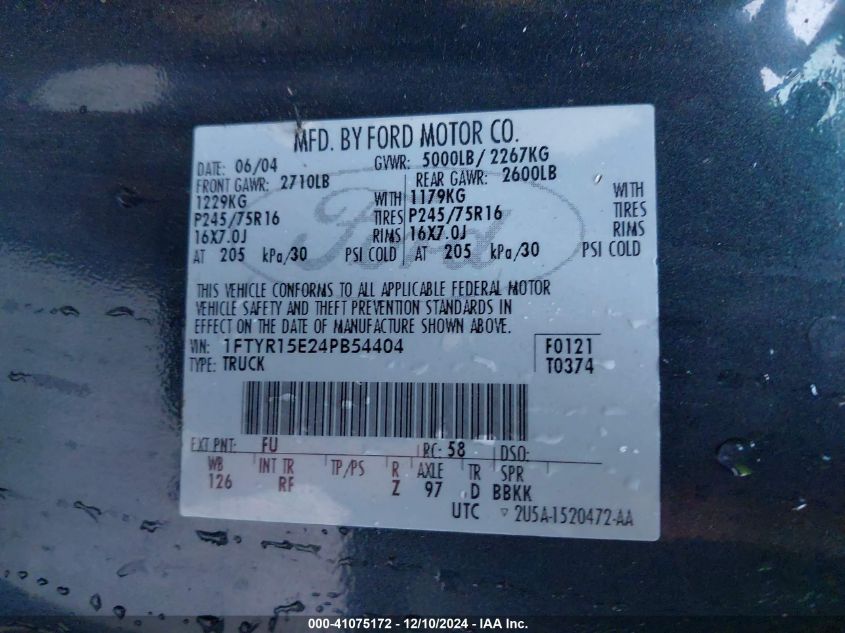 MFD. BY FORD MOTOR CO.
DATE: 06/04 GVWR: 5000LB/ 2267KG
FRONT GAWR: 2710LB REAR GAWR: 2600LB
1229KG WITH 1179KG WITH
P245/75R16 TIRES P245/75R16 TIRES
16X7.0J RIMS 16X7.0J RIMS
AT 205 kPa/30 PSI COLD AT 205 kPa/30 PSI COLD
Ford
THIS VEHICLE CONFORMS TO ALL APPLICABLE FEDERAL MOTOR
VEHICLE SAFETY AND THEFT PREVENTION STANDARDS IN
EFFECT ON THE DATE OF MANUFACTURE SHOWN ABOVE.
VIN: 1FTYR15E24PB54404 F0121
TYPE: TRUCK T0374
EXT PNT: FU RC: 58 DSO:
WB INT TR TP/PS R AXLE TR SPR
126 RF Z 97 D BBKK
UTC ▽ 2U5A-1520472-AA
000-41075172 - 12/10/2024 - IAA Inc.